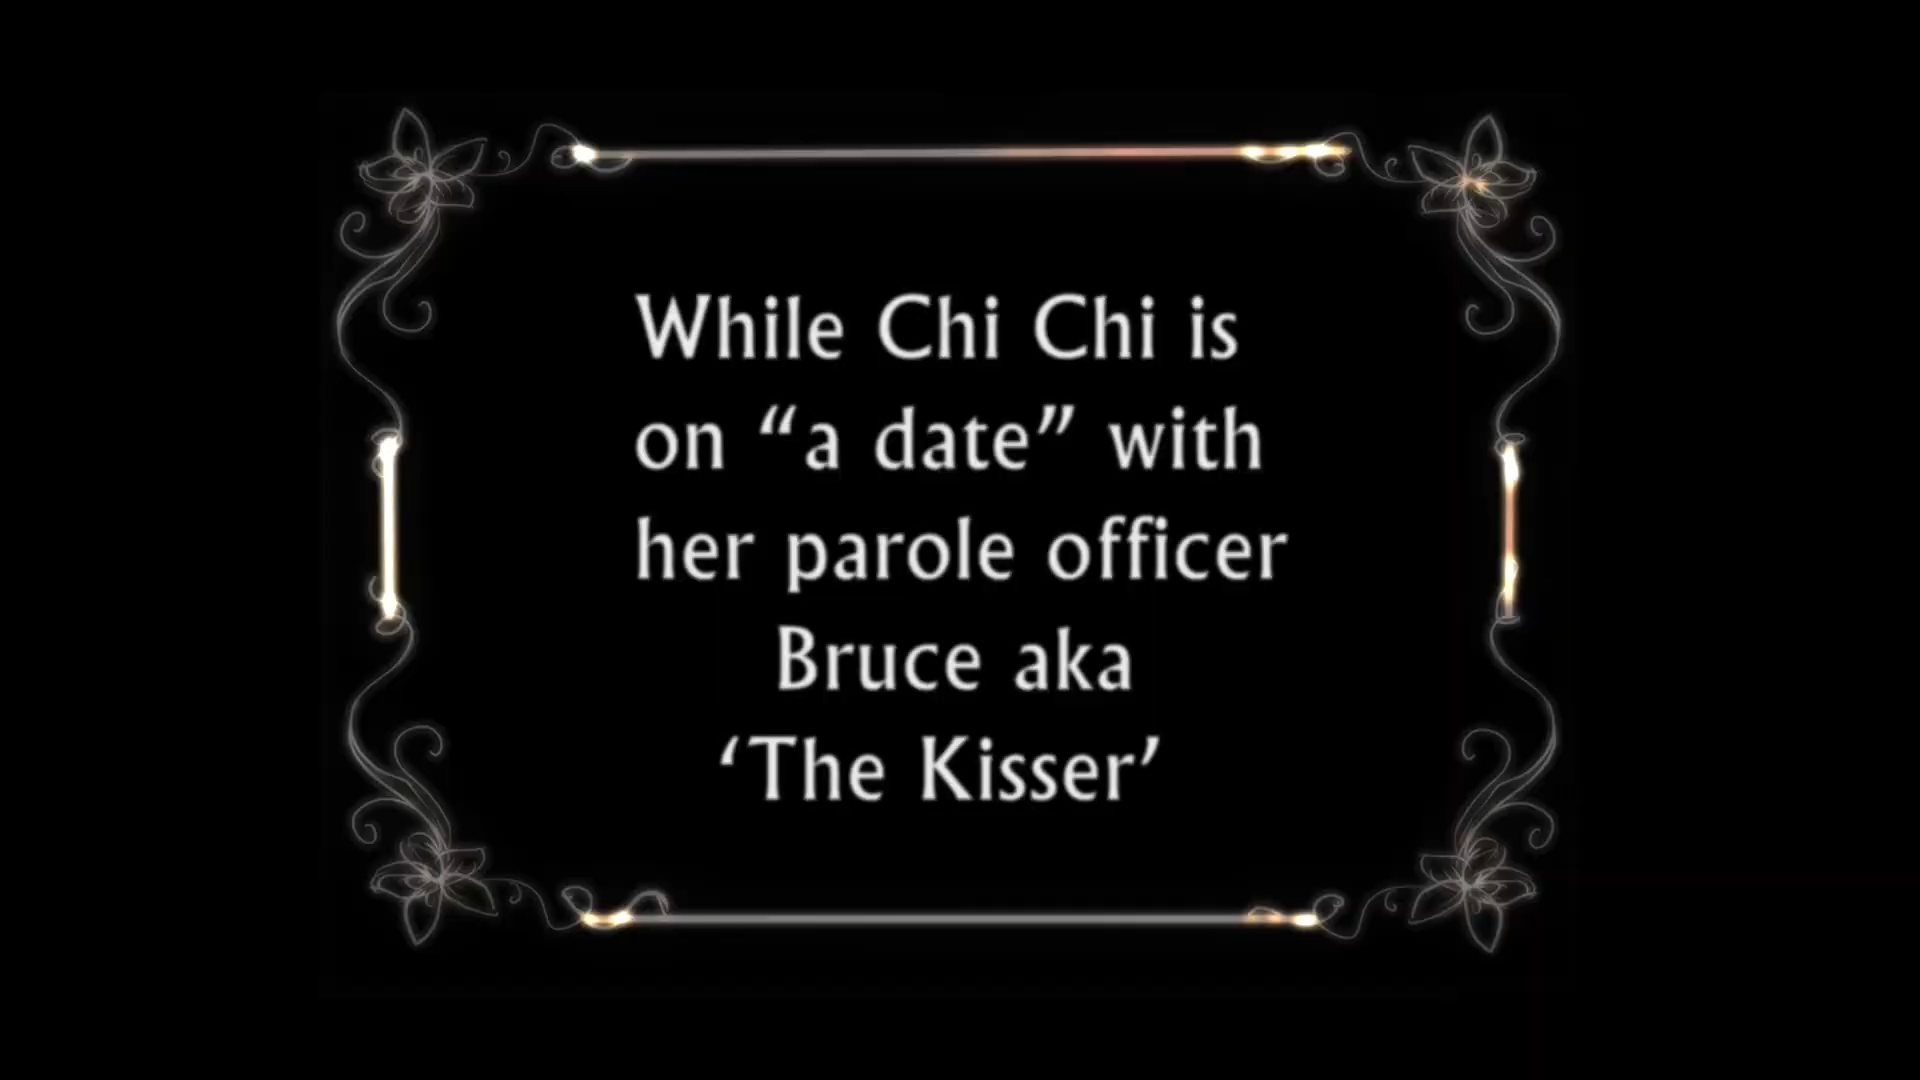 While Chi Chi is
on “a date” with
her parole officer
Bruce aka
‘The Kisser’